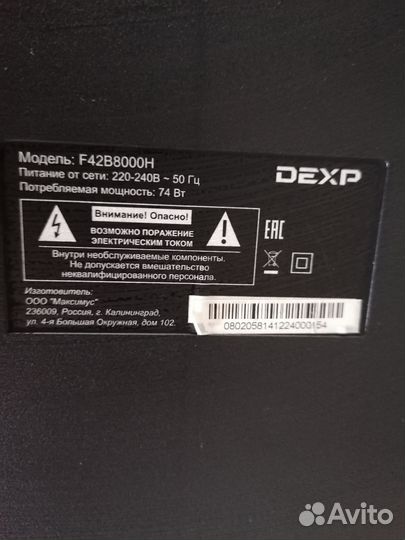 Модель: F42B8000H
Питание от сети: 220-240В ~ 50 Гц
Потребляемая мощность: 74 Вт
DEXP
Внимание! Опасно!
ВОЗМОЖНО ПОРАЖЕНИЕ
ЭЛЕКТРИЧЕСКИМ ТОКОМ
EAC
Внутри необслуживаемые компоненты.
Не допускается вмешательство
неквалифицированного персонала.
Изготовитель:
ООО "Максимус"
236009, Россия, г. Калининград,
ул. 4-я Большая Окружная, дом 102.
0802058141224000154
Avito